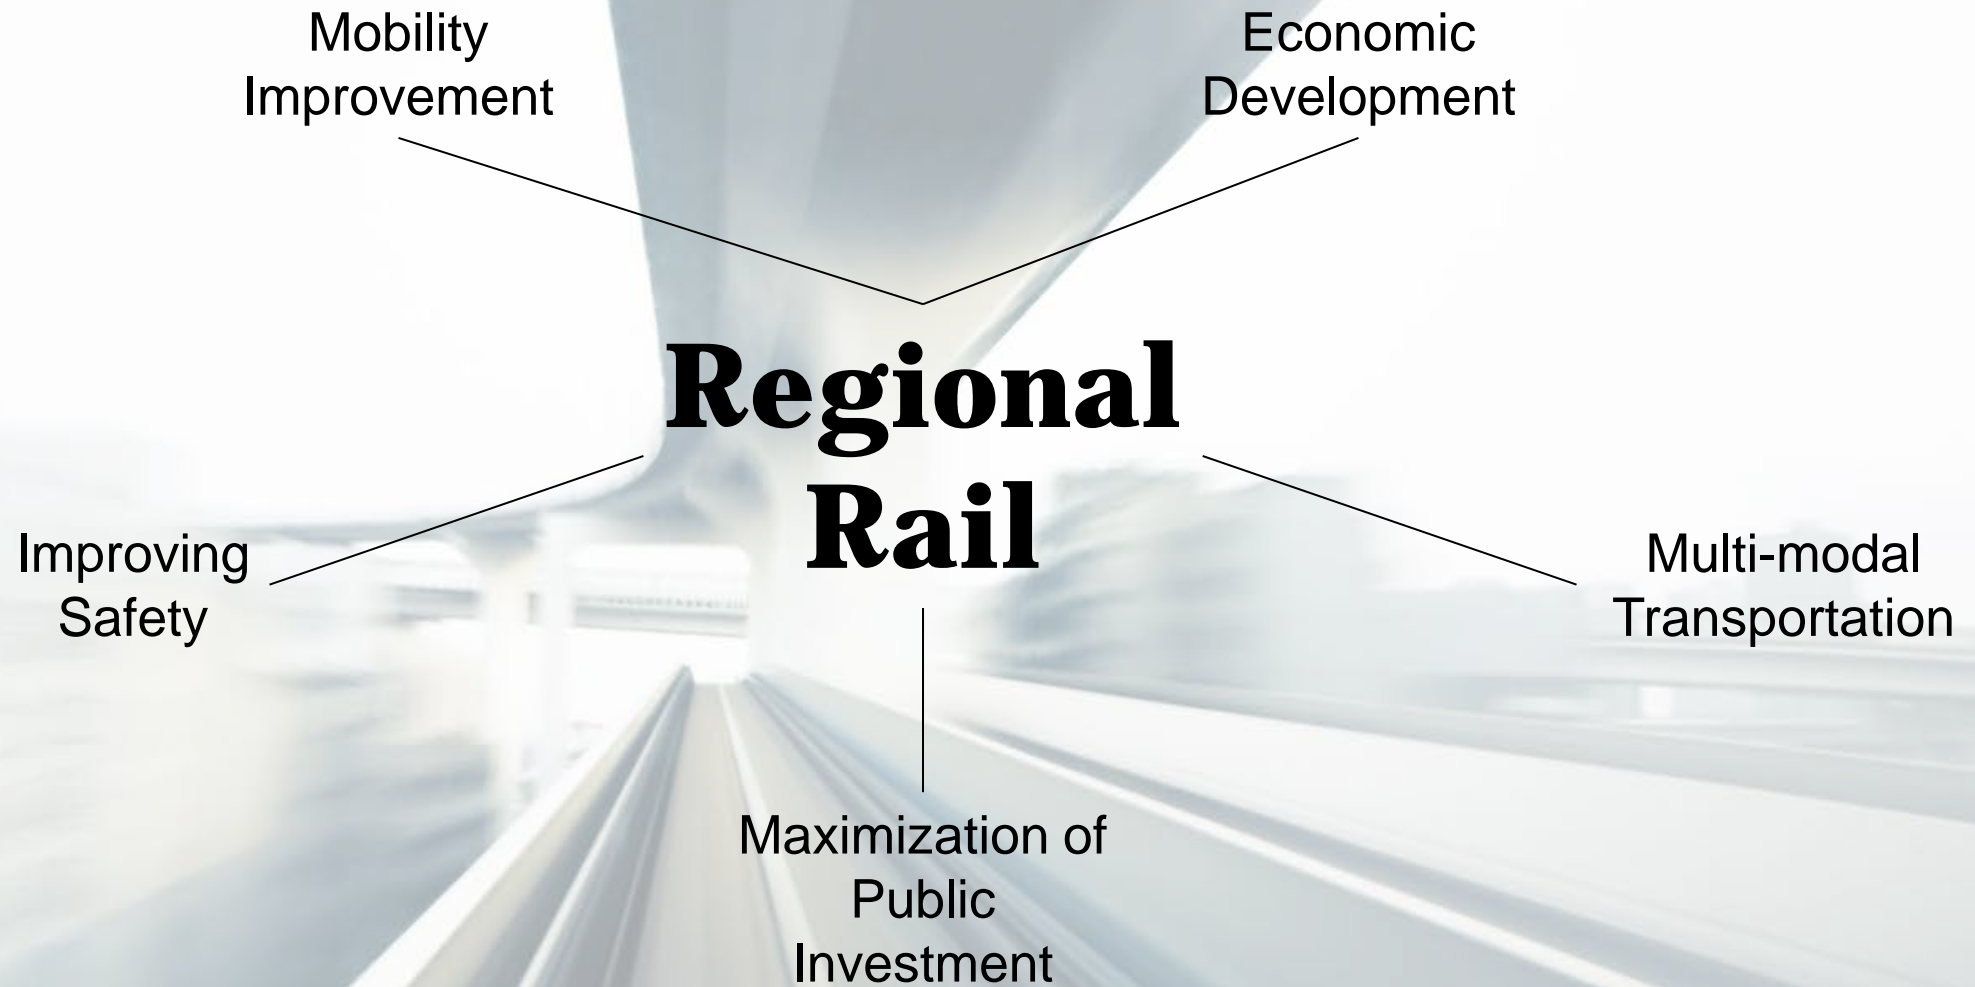 Mobility
Improvement
Economic
Development
Regional
Rail
Improving
Safety
Multi-modal
Transportation
Maximization of
Public
Investment